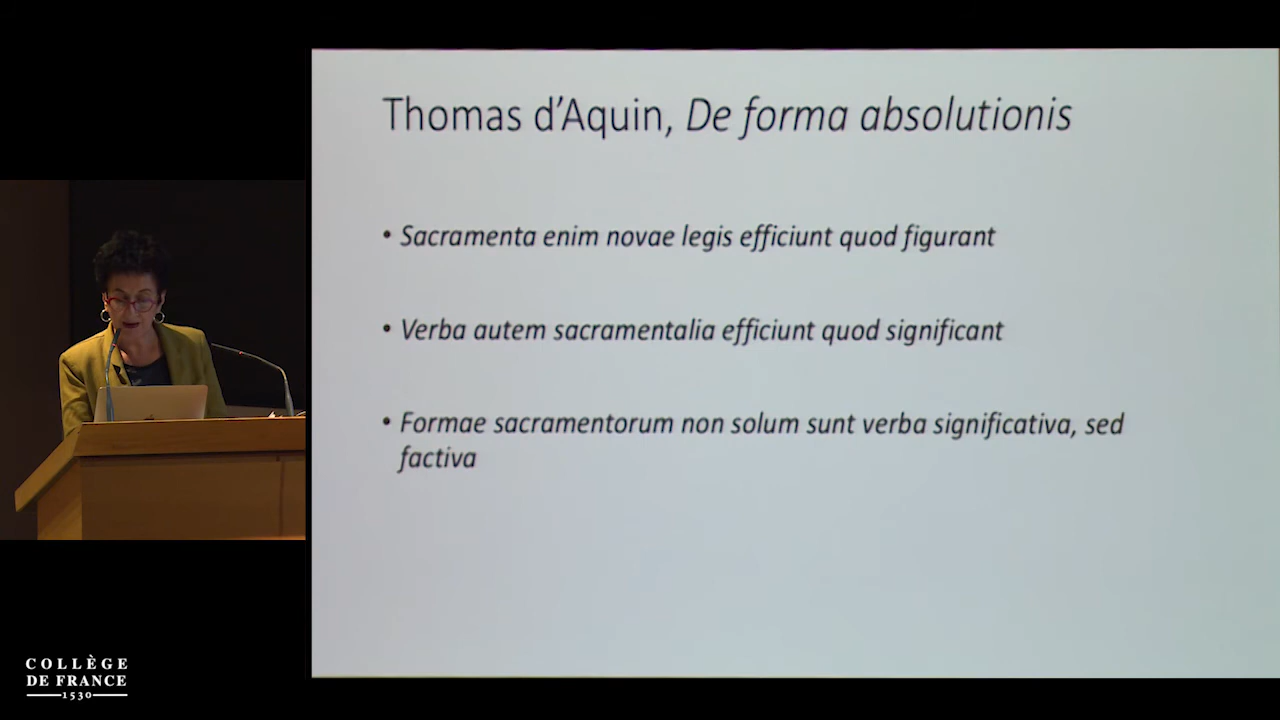 Thomas d’Aquin, De forma absolutionis
• Sacramenta enim novae legis efficiunt quod figurant
• Verba autem sacramentalia efficiunt quod significant
• Formae sacramentorum non solum sunt verba significativa, sed
factiva
COLLÈGE
DE FRANCE
1530